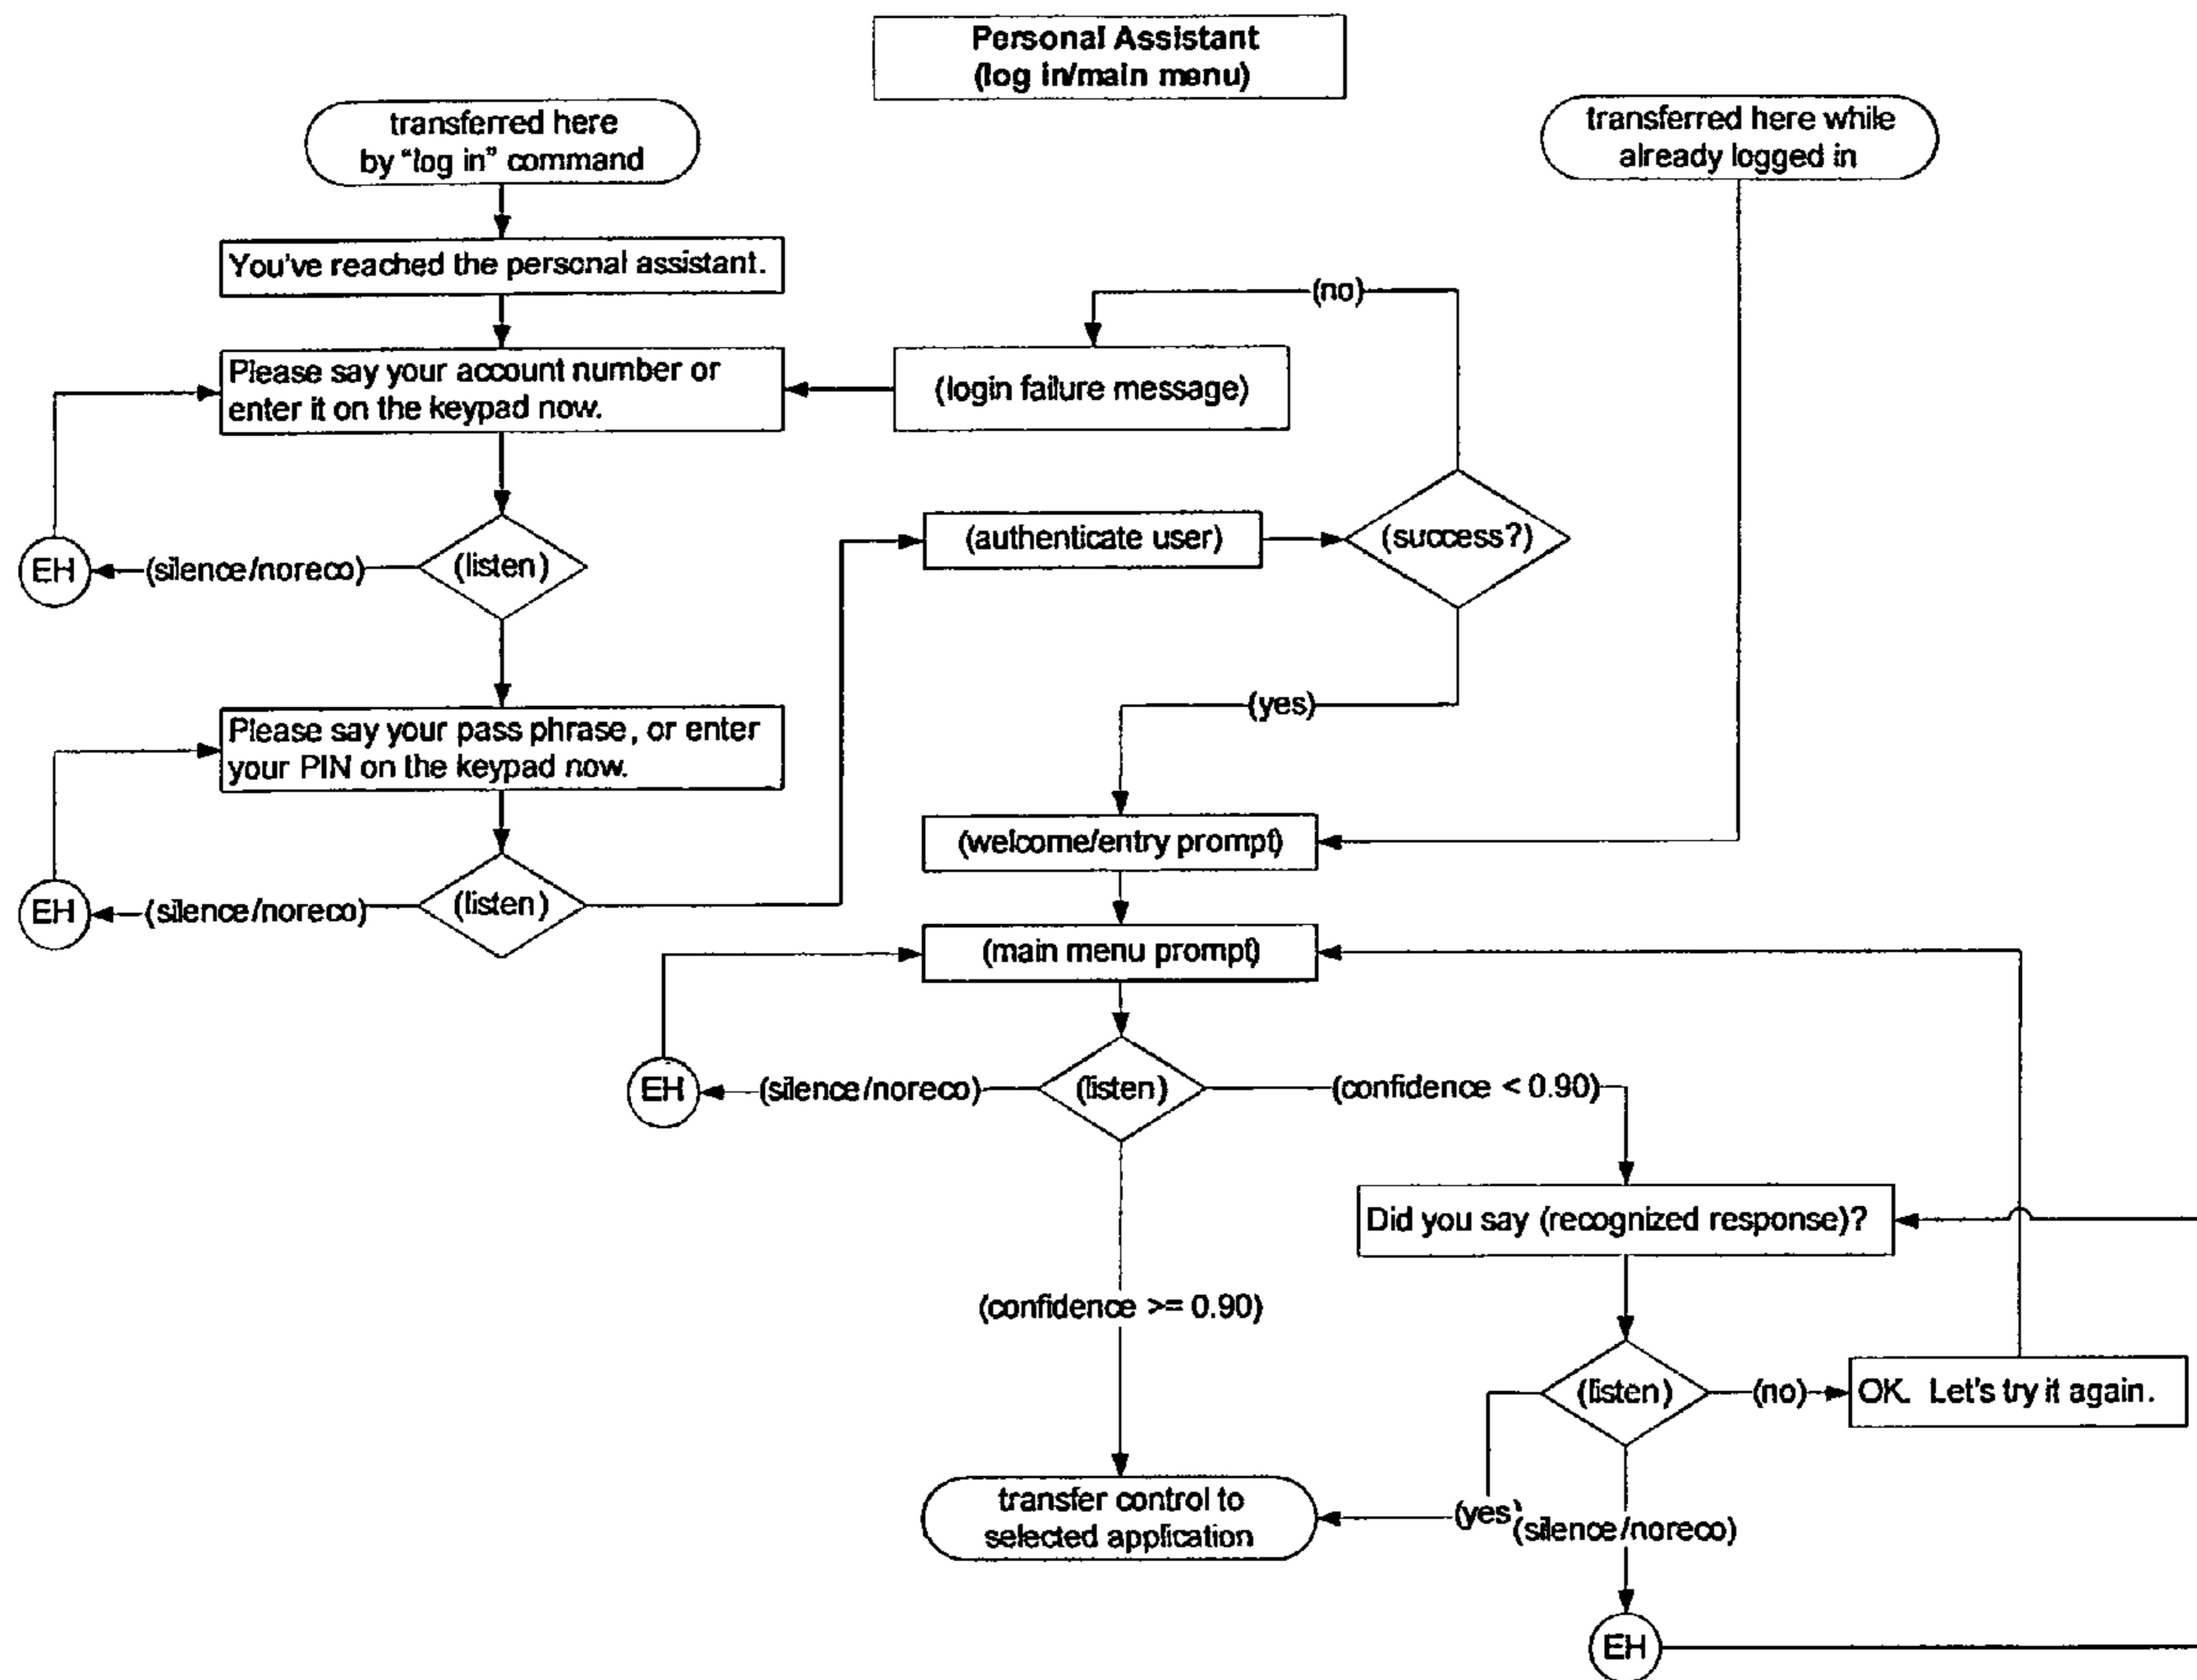 Personal Assistant
(log in/main menu)
transferred here
by "log in" command
transferred here while
already logged in
You've reached the personal assistant.
(no)
Please say your account number or
enter it on the keypad now.
(login failure message)
(authenticate user)
(success?)
EH
(silence/noreco)
(listen)
(yes)
Please say your pass phrase, or enter
your PIN on the keypad now.
(welcome/entry prompt)
EH
(silence/noreco)
(listen)
(main menu prompt)
EH
(silence/noreco)
(listen)
(confidence < 0.90)
Did you say (recognized response)?
(confidence >= 0.90)
(listen)
(no)
OK. Let's try it again.
transfer control to
selected application
(yes)
(silence/noreco)
EH